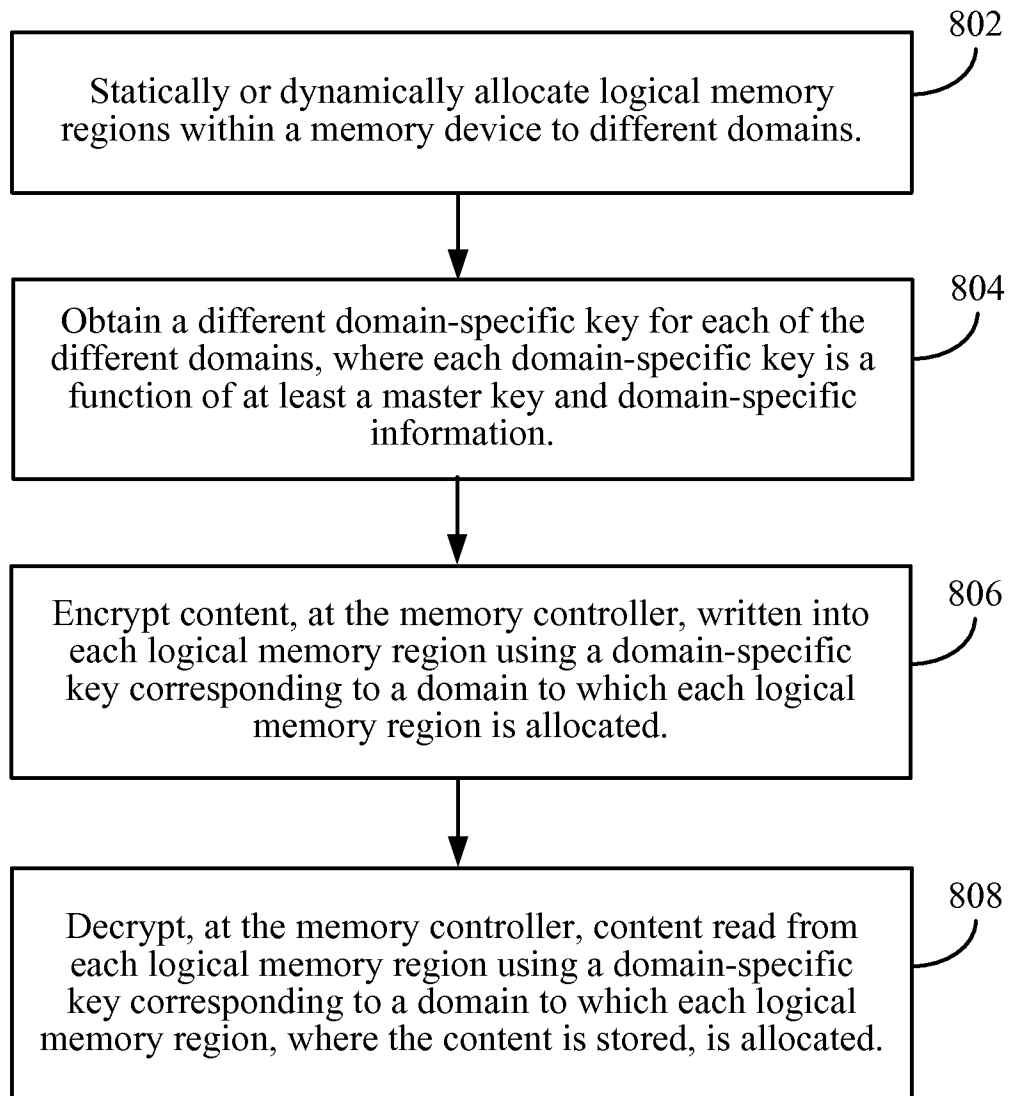 802
Statically or dynamically allocate logical memory
regions within a memory device to different domains.
804
Obtain a different domain-specific key for each of the
different domains, where each domain-specific key is a
function of at least a master key and domain-specific
information.
806
Encrypt content, at the memory controller, written into
each logical memory region using a domain-specific
key corresponding to a domain to which each logical
memory region is allocated.
808
Decrypt, at the memory controller, content read from
each logical memory region using a domain-specific
key corresponding to a domain to which each logical
memory region, where the content is stored, is allocated.